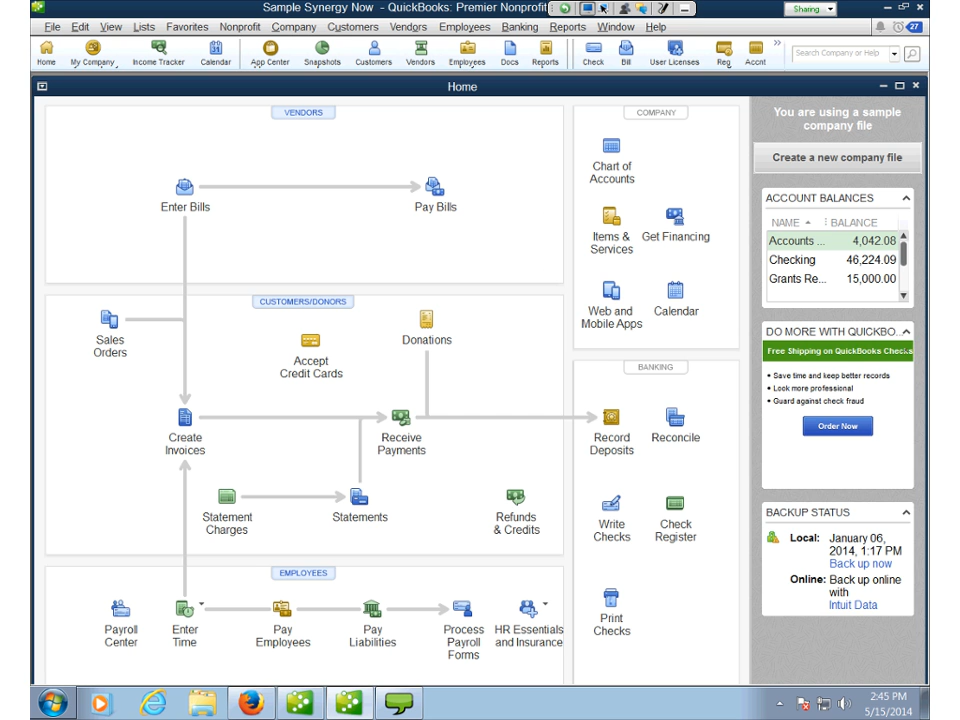 Sample Synergy Now - QuickBooks: Premier Nonprofit
Sharing
File Edit View Lists Favorites Nonprofit Company Customers Vendors Employees Banking Reports Window Help
27
Home My Company Income Tracker Calendar App Center Snapshots Customers Vendors Employees Docs Reports Check Bill User Licenses Reg Accnt
Search Company or Help
Home
VENDORS
Enter Bills
Pay Bills
CUSTOMERS/DONORS
Sales
Orders
Accept
Credit Cards
Donations
Create
Invoices
Receive
Payments
Statement
Charges
Statements
Refunds
& Credits
EMPLOYEES
Payroll
Center
Enter
Time
Pay
Employees
Pay
Liabilities
Process
Payroll
Forms
HR Essentials
and Insurance
COMPANY
Chart of
Accounts
Items &
Services
Get Financing
Web and
Mobile Apps
Calendar
BANKING
Record
Deposits
Reconcile
Write
Checks
Check
Register
Print
Checks
You are using a sample
company file
Create a new company file
ACCOUNT BALANCES
NAME BALANCE
Accounts ... 4,042.08
Checking 46,224.09
Grants Re... 15,000.00
DO MORE WITH QUICKBO...
Free Shipping on QuickBooks Checks
• Save time and keep better records
• Look more professional
• Guard against check fraud
Order Now
BACKUP STATUS
Local: January 06,
2014, 1:17 PM
Back up now
Online: Back up online
with
Intuit Data
2:45 PM
5/15/2014